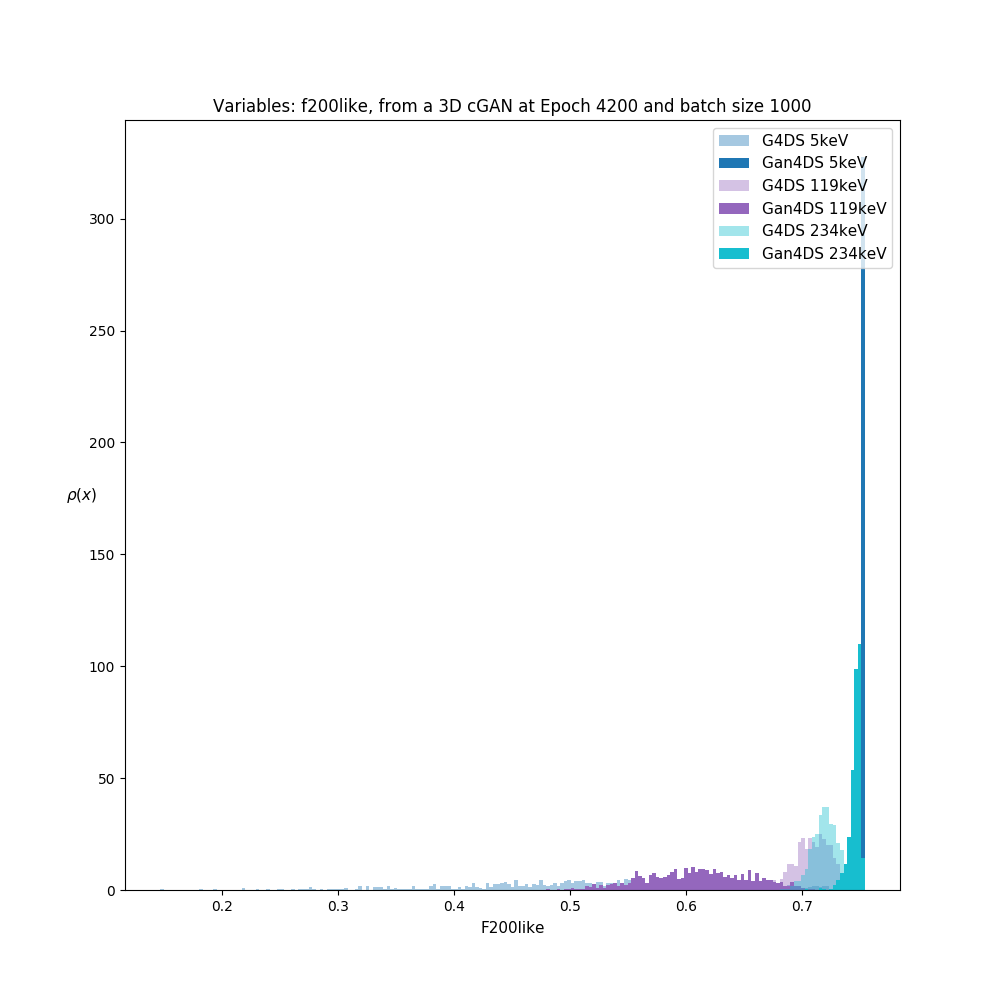 Variables: f200like, from a 3D cGAN at Epoch 4200 and batch size 1000
G4DS 5keV
Gan4DS 5keV
G4DS 119keV
Gan4DS 119keV
G4DS 234keV
Gan4DS 234keV
300
250
200
ρ(x)
150
100
50
0
0.2 0.3 0.4 0.5 0.6 0.7
F200like